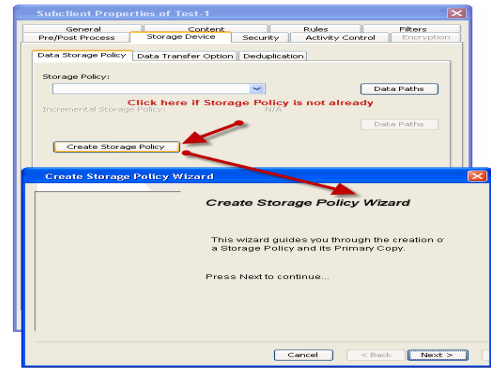 Subclient Properties of Test-1
General Content Rules Filters
Pre/Post Process Storage Device Security Activity Control Encryption
Data Storage Policy Data Transfer Option Deduplication
Storage Policy:
Data Paths
Click here if Storage Policy is not already
Incremental Storage Policy: N/A
Data Paths
Create Storage Policy
Create Storage Policy Wizard
Create Storage Policy Wizard
This wizard guides you through the creation o
a Storage Policy and its Primary Copy.
Press Next to continue...
Cancel < Back Next >